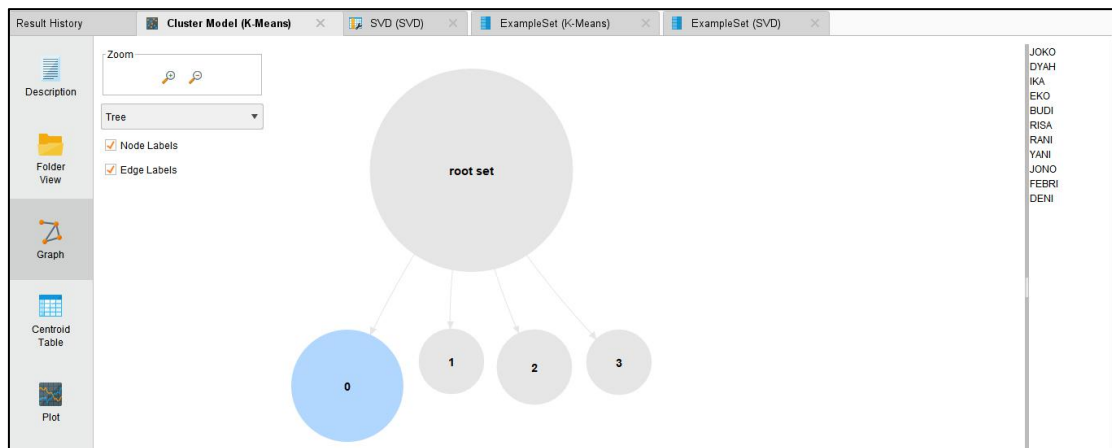 Result History
Cluster Model (K-Means)
SVD (SVD)
ExampleSet (K-Means)
ExampleSet (SVD)
Description
Folder
View
Graph
Centroid
Table
Plot
Zoom
Tree
Node Labels
Edge Labels
root set
0
1
2
3
JOKO
DYAH
IKA
EKO
BUDI
RISA
RANI
YANI
JONO
FEBRI
DENI